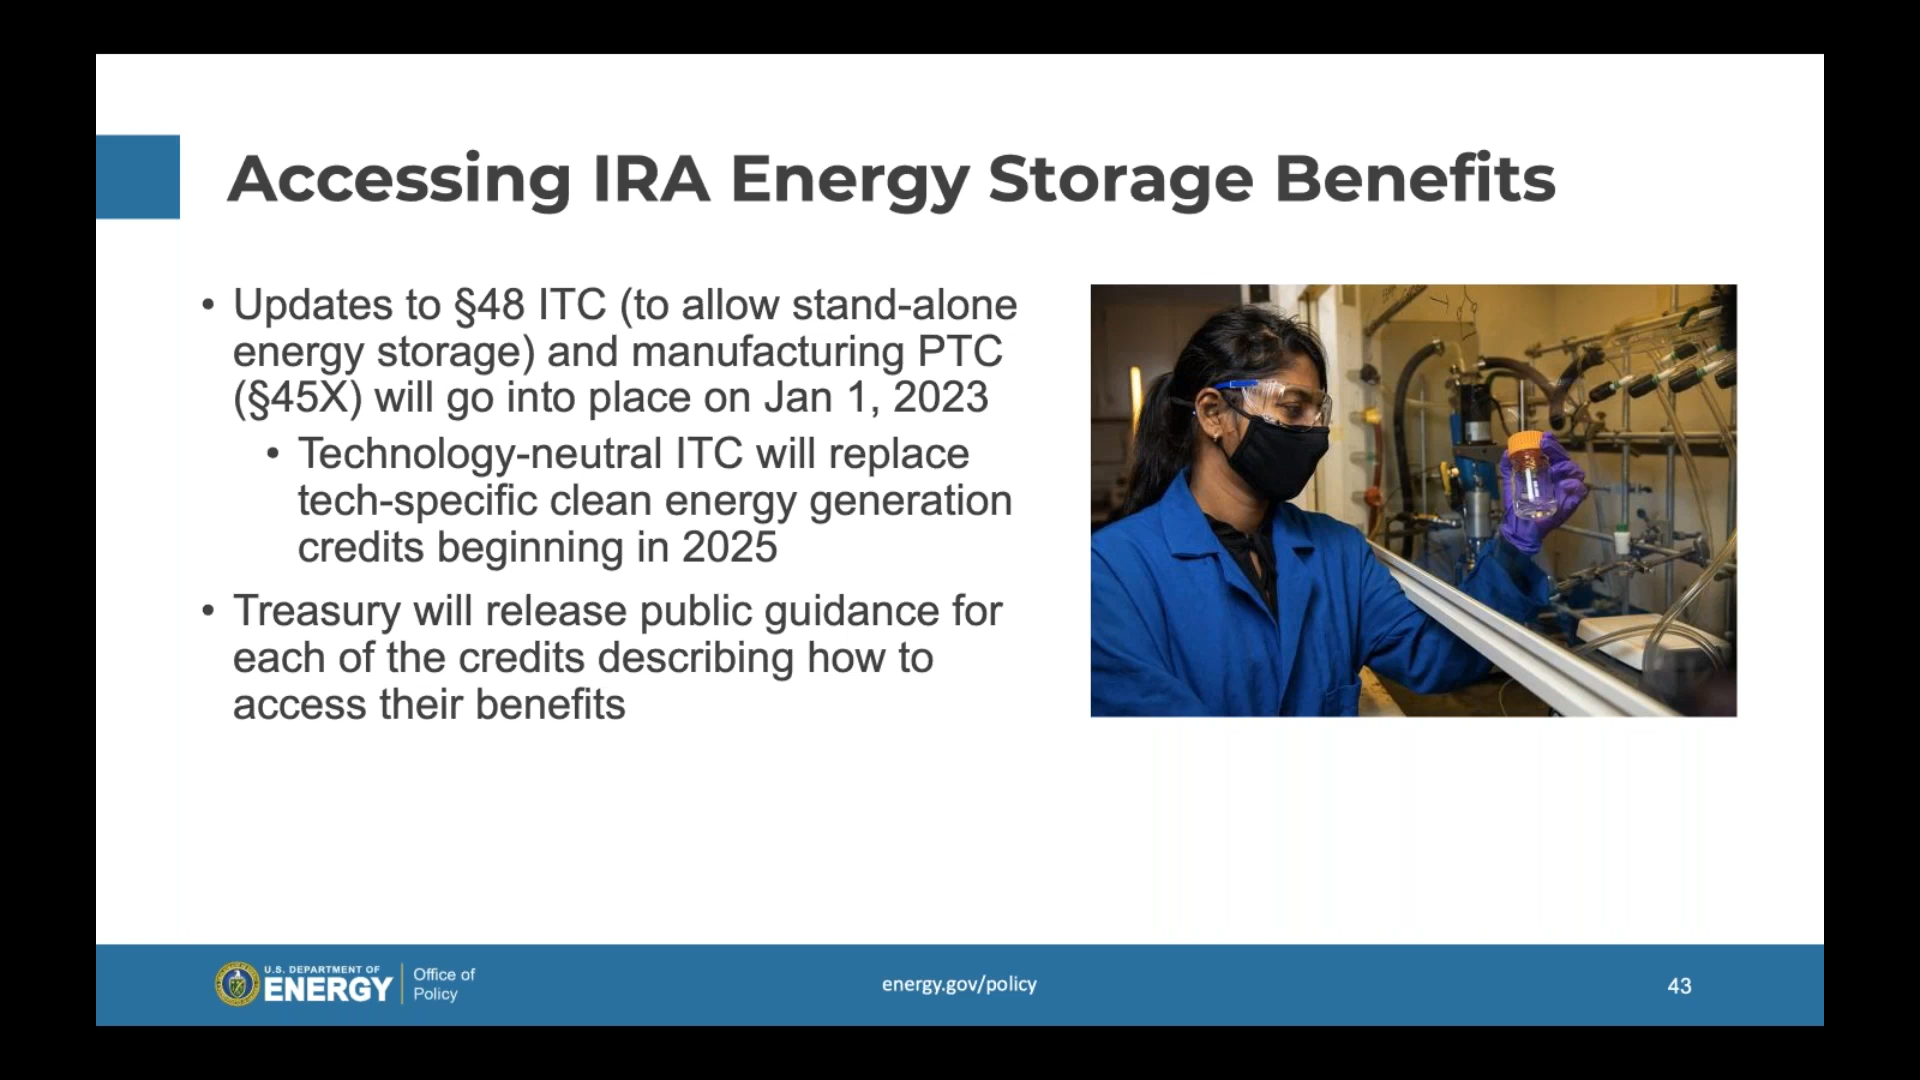 Accessing IRA Energy Storage Benefits
• Updates to §48 ITC (to allow stand-alone
energy storage) and manufacturing PTC
(§45X) will go into place on Jan 1, 2023
• Technology-neutral ITC will replace
tech-specific clean energy generation
credits beginning in 2025
• Treasury will release public guidance for
each of the credits describing how to
access their benefits
U.S. DEPARTMENT OF
ENERGY
Office of
Policy
energy.gov/policy
43